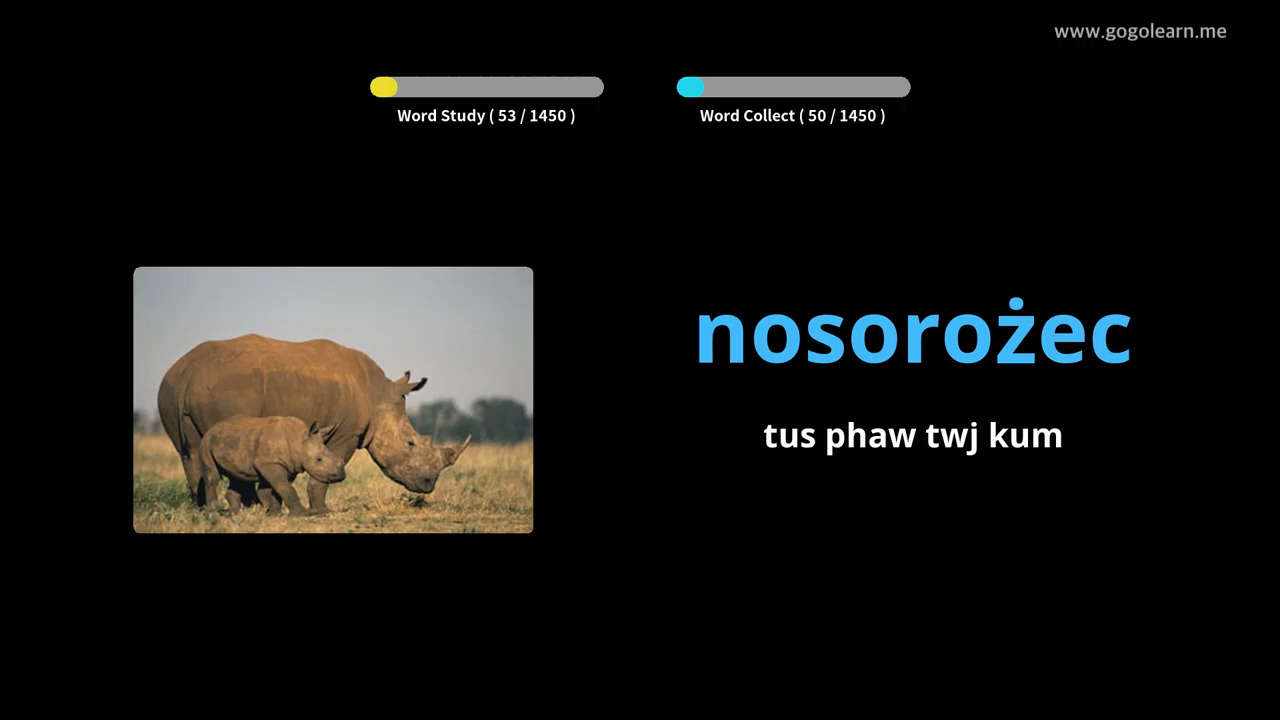 www.gogolearn.me
Word Study ( 53 / 1450 )
Word Collect ( 50 / 1450 )
nosorożec
tus phaw twj kum